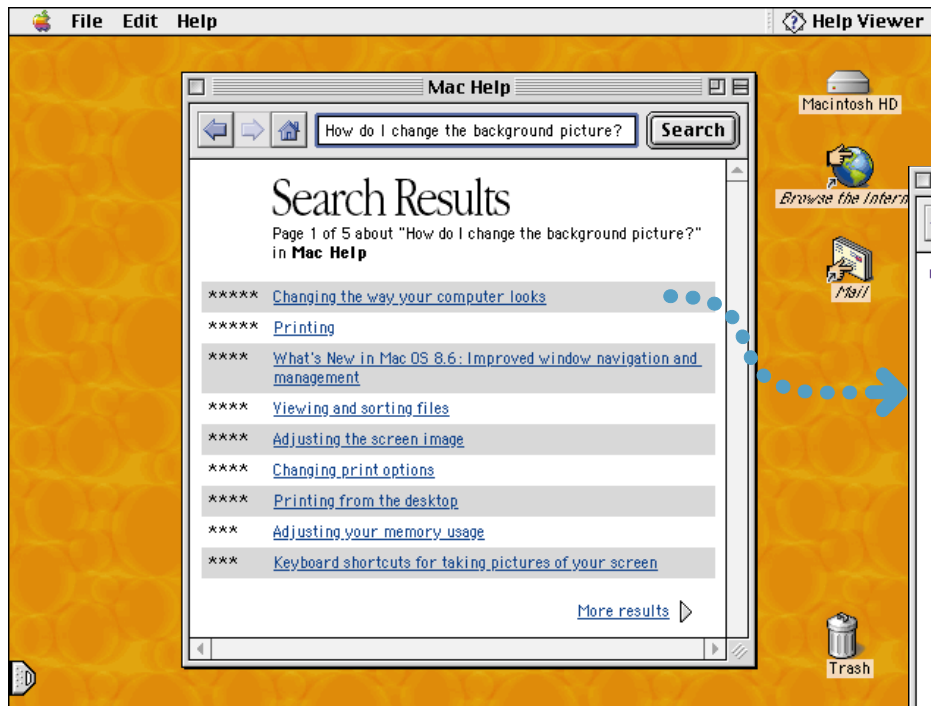 File Edit Help
Help Viewer
Mac Help
Macintosh HD
How do I change the background picture?
Search
Browse the Intern
Search Results
Page 1 of 5 about "How do I change the background picture?"
in Mac Help
Mail
***** Changing the way your computer looks
***** Printing
**** What's New in Mac OS 8.6: Improved window navigation and
management
**** Viewing and sorting files
**** Adjusting the screen image
**** Changing print options
**** Printing from the desktop
*** Adjusting your memory usage
*** Keyboard shortcuts for taking pictures of your screen
More results
Trash